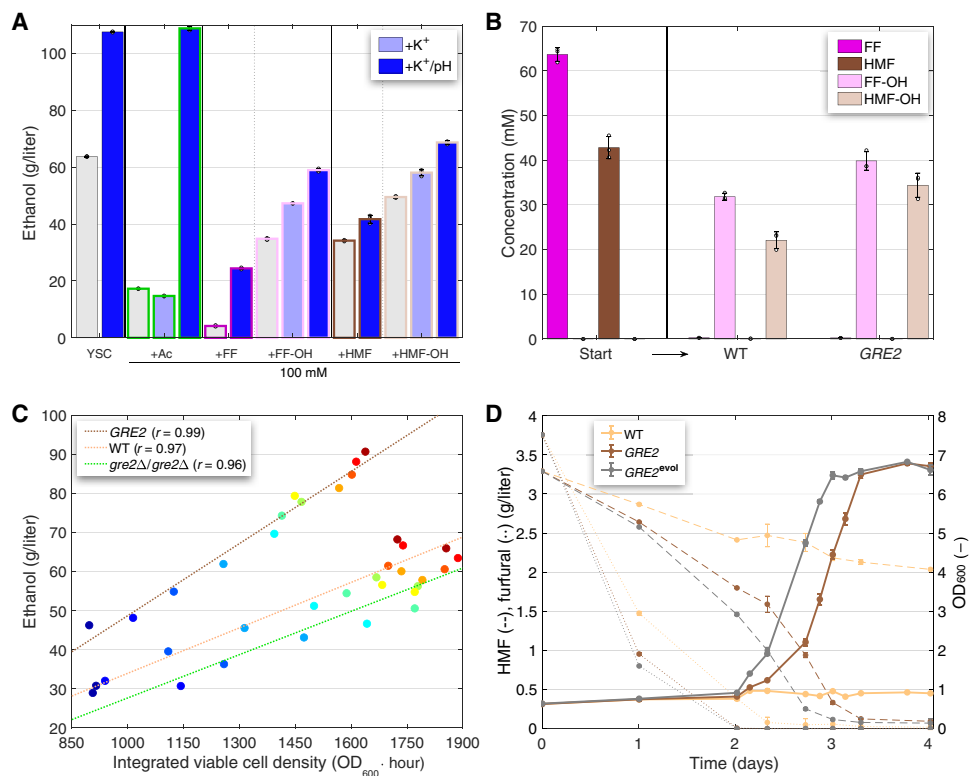 A
Ethanol (g/liter)
100
80
60
40
20
0
+K+
+K+/pH
YSC +Ac +FF +FF-OH +HMF +HMF-OH
100 mM
B
Concentration (mM)
70
60
50
40
30
20
10
0
FF
HMF
FF-OH
HMF-OH
Start → WT GRE2
C
Ethanol (g/liter)
100
90
80
70
60
50
40
30
20
GRE2 (r = 0.99)
WT (r = 0.97)
gre2Δ/gre2Δ (r = 0.96)
850 1000 1150 1300 1450 1600 1750 1900
Integrated viable cell density (OD600 · hour)
D
HMF (--), furfural (··) (g/liter)
4
3.5
3
2.5
2
1.5
1
0.5
0
WT
GRE2
GRE2evol
8
7
6
5
4
3
2
1
0
OD600 (–)
0 1 2 3 4
Time (days)